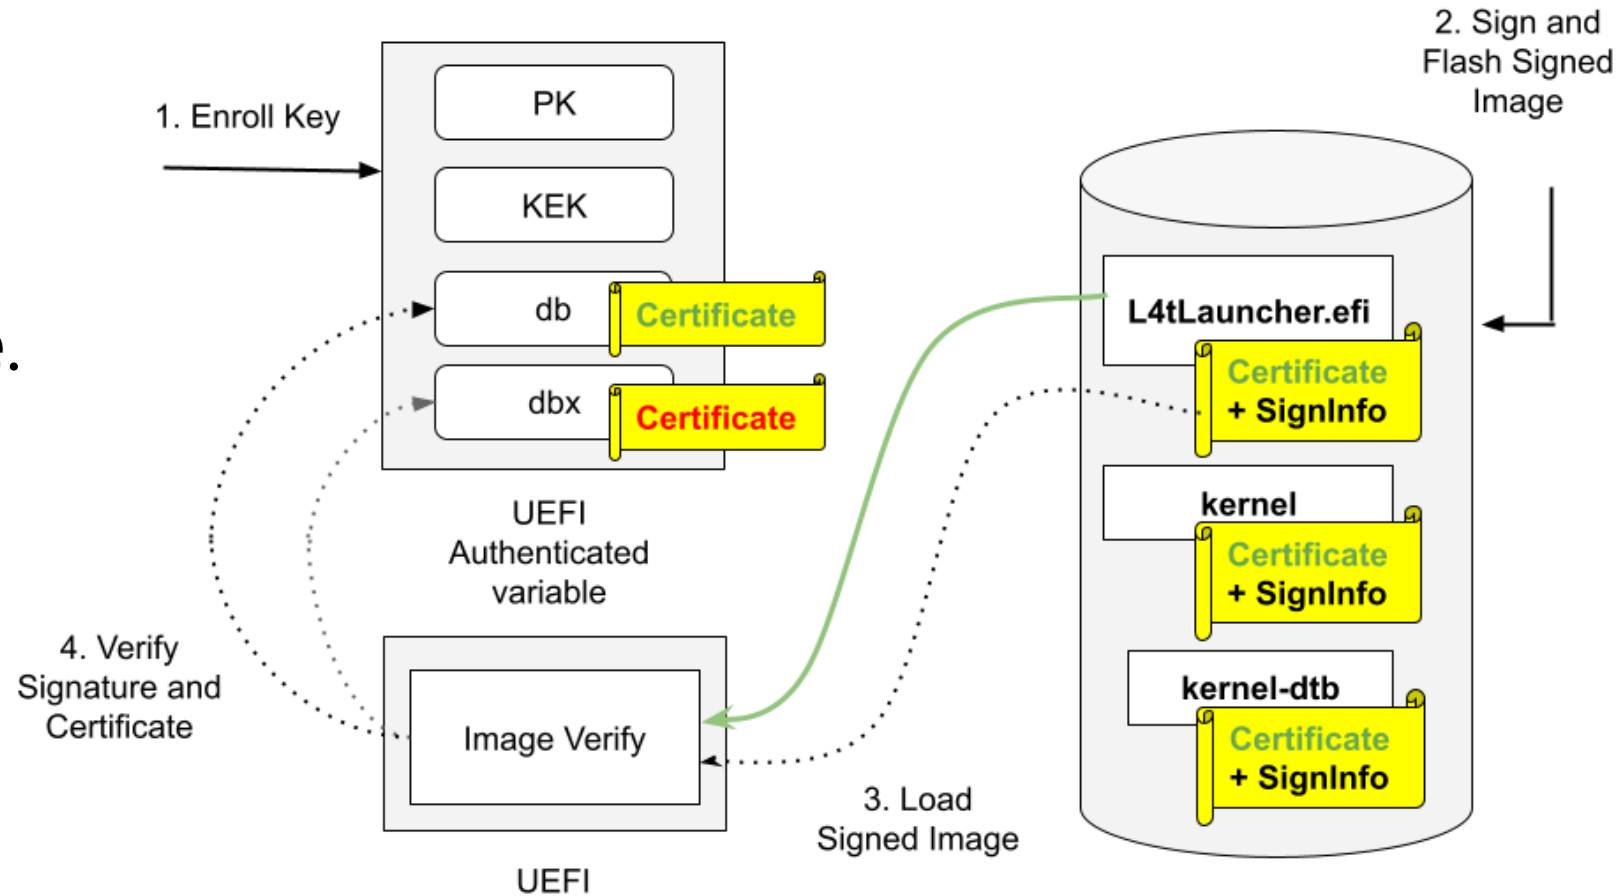 2. Sign and
Flash Signed
Image
1. Enroll Key
PK
KEK
db
Certificate
dbx
Certificate
UEFI
Authenticated
variable
L4tLauncher.efi
Certificate
+ SignInfo
kernel
Certificate
+ SignInfo
kernel-dtb
Certificate
+ SignInfo
4. Verify
Signature and
Certificate
Image Verify
3. Load
Signed Image
UEFI